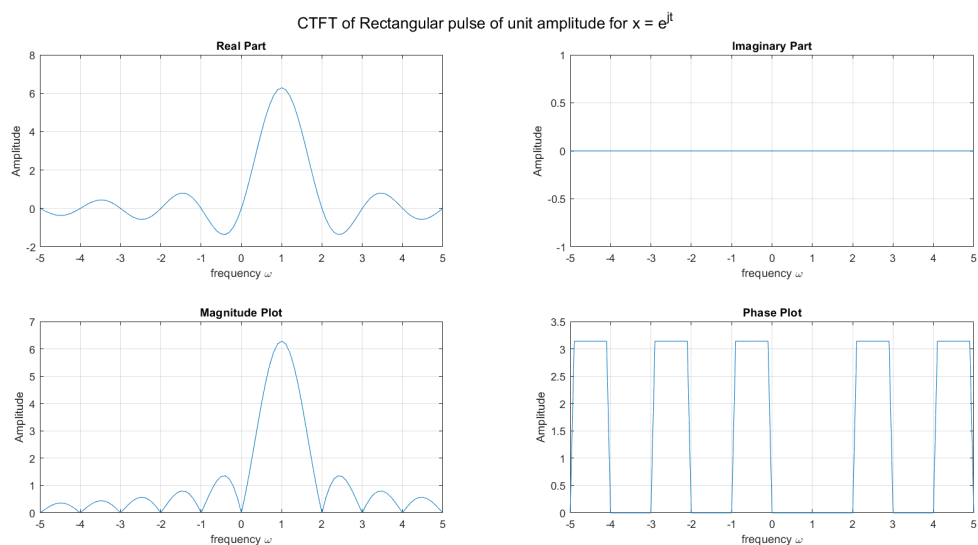 CTFT of Rectangular pulse of unit amplitude for x = e^jt
Real Part
Amplitude
8
6
4
2
0
-2
-5 -4 -3 -2 -1 0 1 2 3 4 5
frequency ω
Imaginary Part
Amplitude
1
0.5
0
-0.5
-1
-5 -4 -3 -2 -1 0 1 2 3 4 5
frequency ω
Magnitude Plot
Amplitude
7
6
5
4
3
2
1
0
-5 -4 -3 -2 -1 0 1 2 3 4 5
frequency ω
Phase Plot
Amplitude
3.5
3
2.5
2
1.5
1
0.5
0
-5 -4 -3 -2 -1 0 1 2 3 4 5
frequency ω